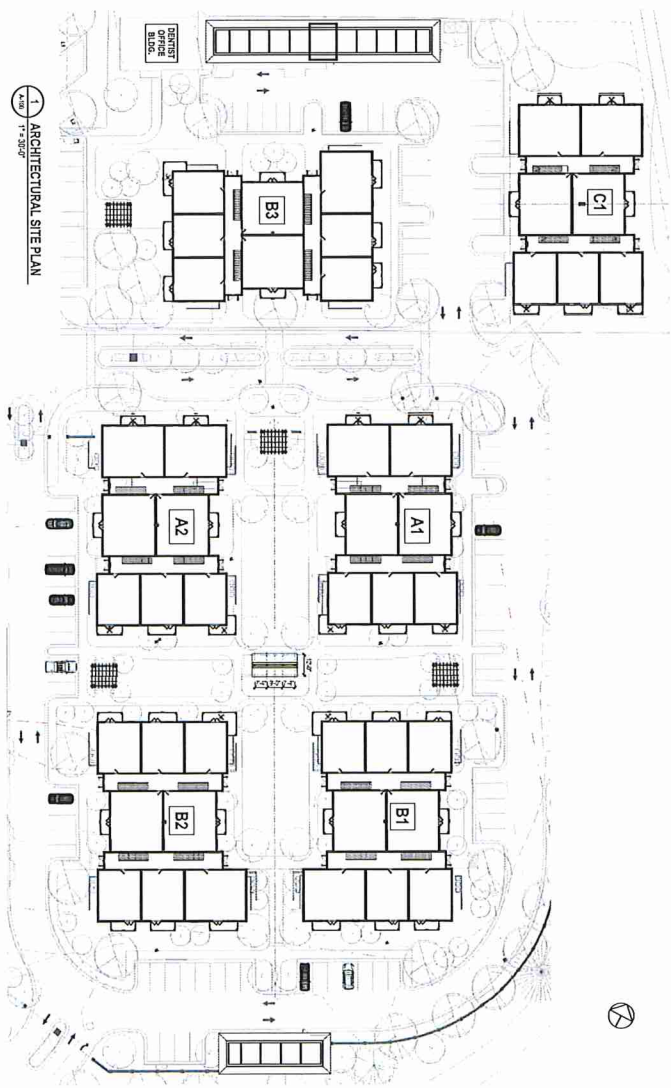 DENTIST
OFFICE
BLDG.
1
A-100
ARCHITECTURAL SITE PLAN
1" = 30'-0"
C1
B3
A2
A1
B2
B1